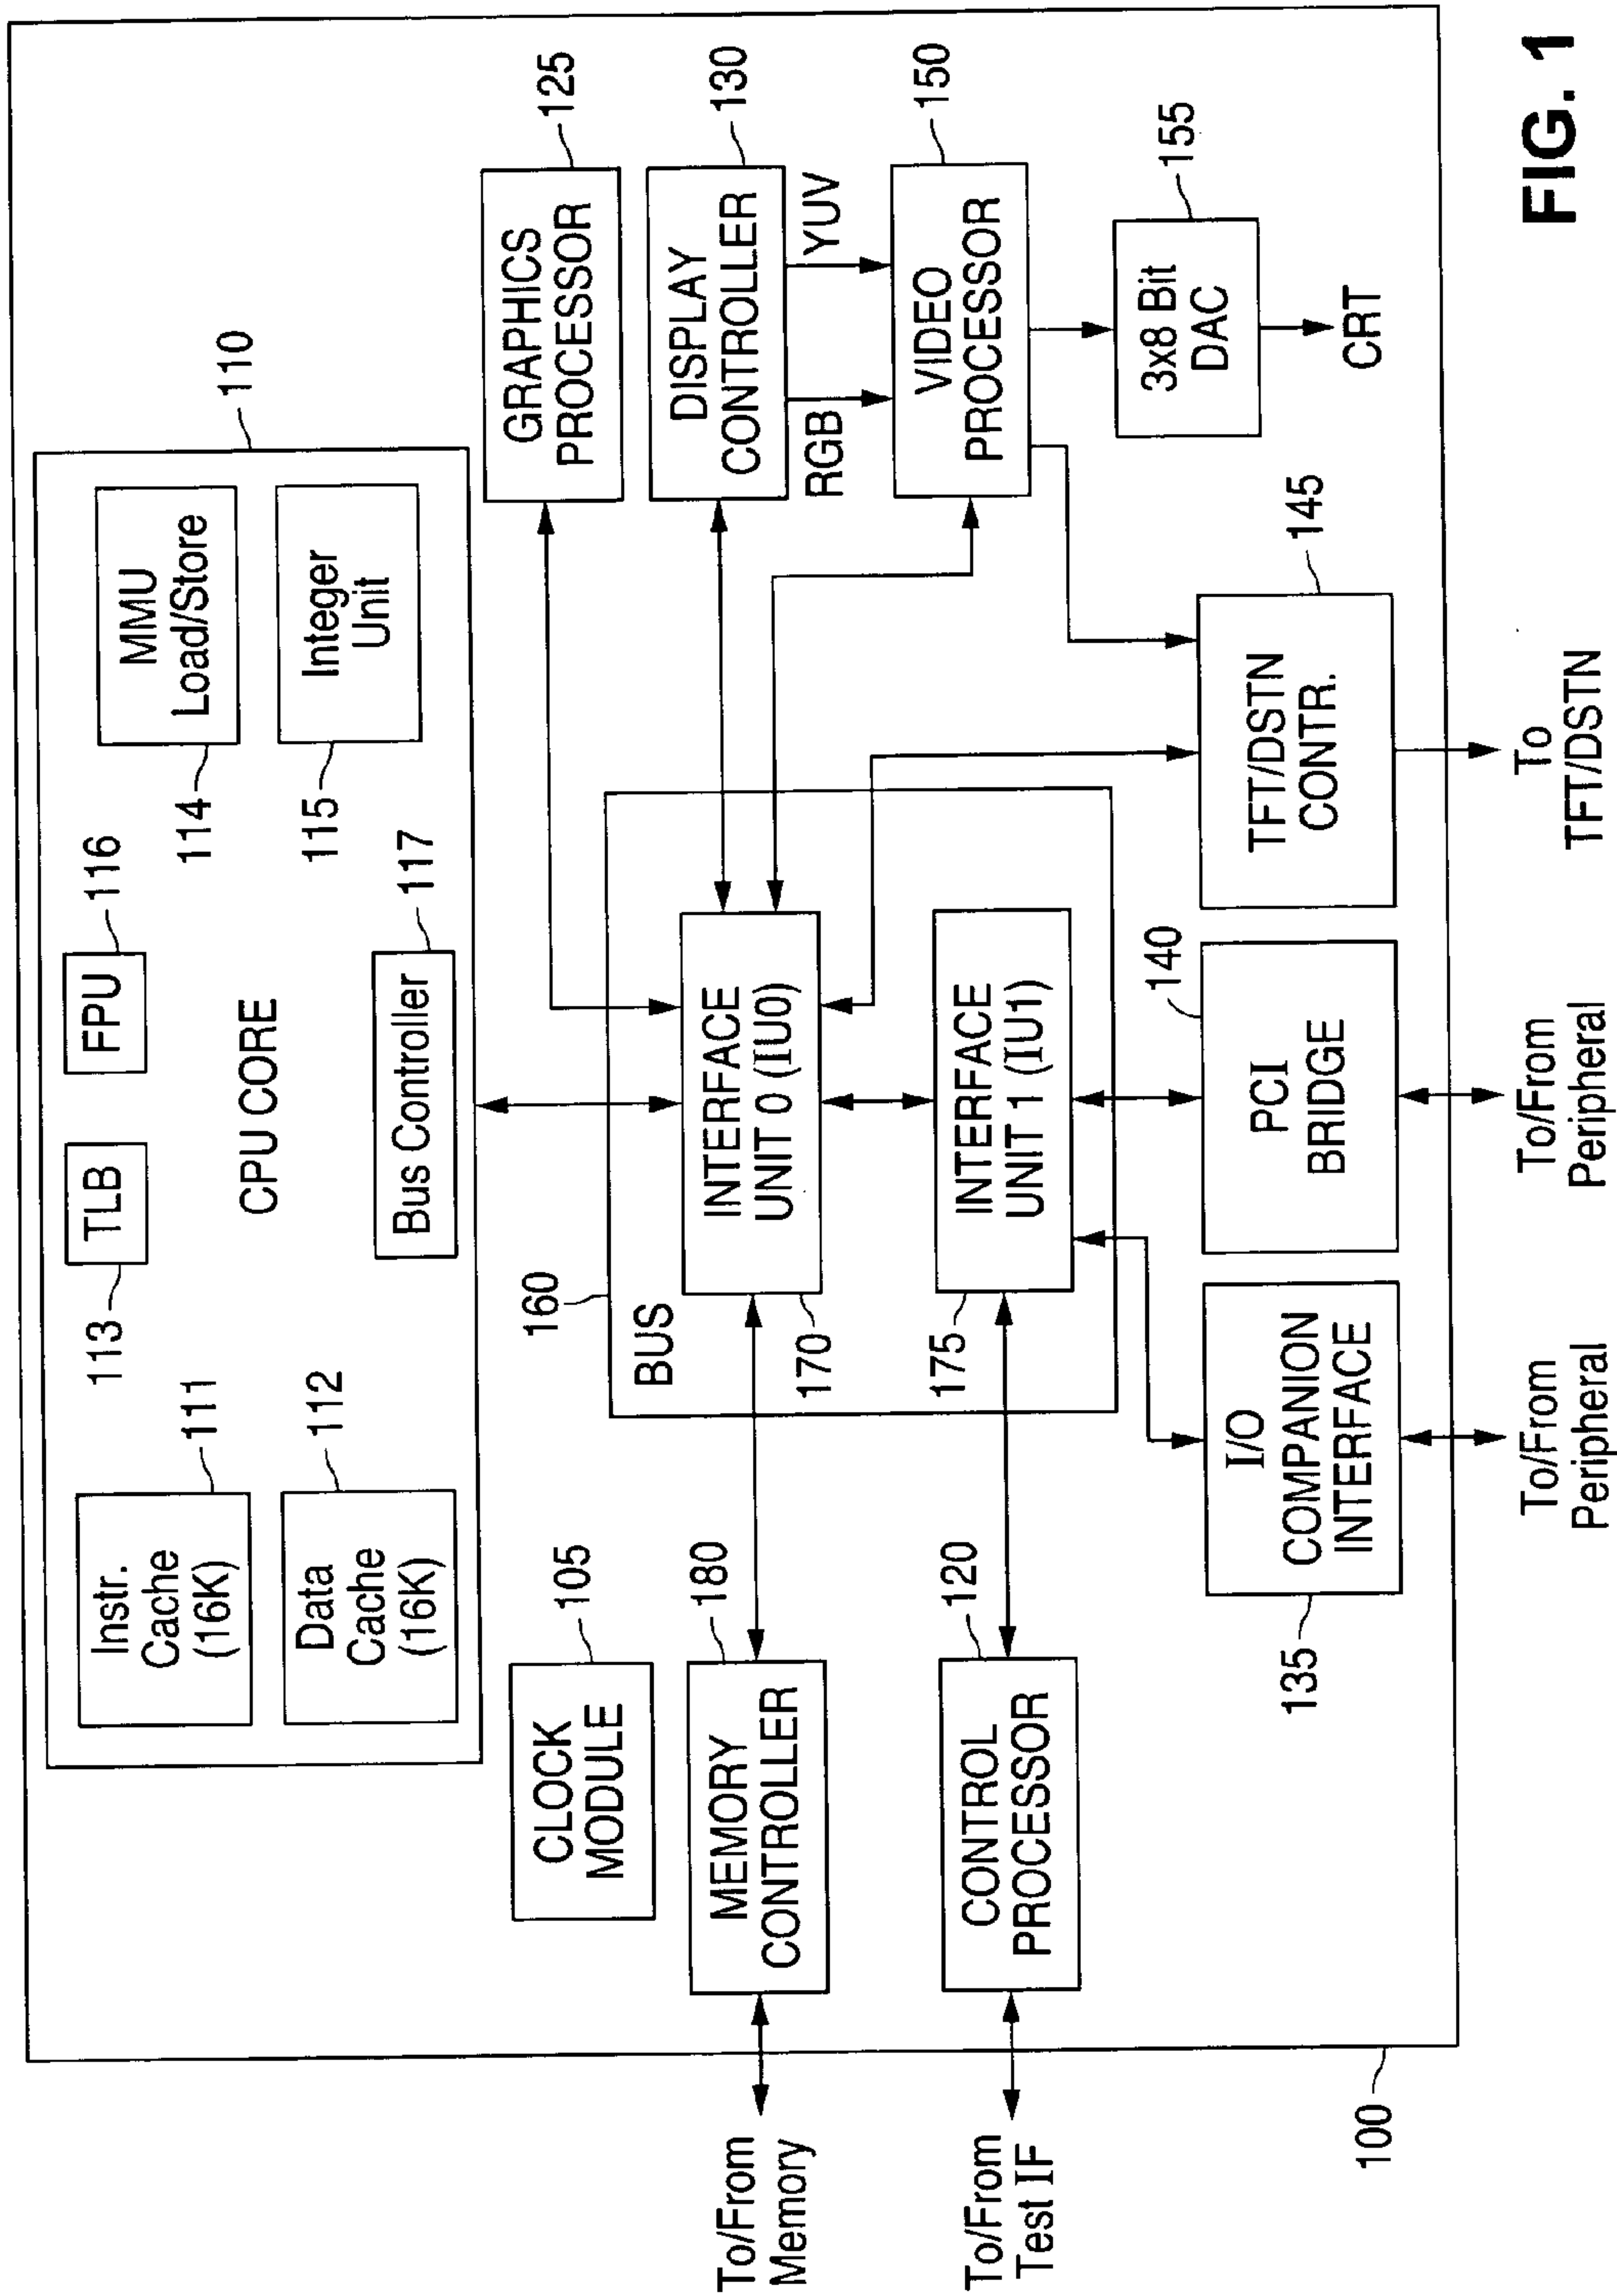 110
Instr.
Cache
(16K)
111
Data
Cache
(16K)
112
TLB
113
FPU
116
CPU CORE
Bus Controller
117
MMU
Load/Store
114
Integer
Unit
115
CLOCK
MODULE
105
GRAPHICS
PROCESSOR
125
MEMORY
CONTROLLER
180
To/From
Memory
160
BUS
INTERFACE
UNIT 0 (IU0)
170
DISPLAY
CONTROLLER
130
RGB
YUV
CONTROL
PROCESSOR
120
To/From
Test IF
INTERFACE
UNIT 1 (IU1)
175
VIDEO
PROCESSOR
150
3x8 Bit
DAC
155
CRT
I/O
COMPANION
INTERFACE
135
PCI
BRIDGE
140
TFT/DSTN
CONTR.
145
100
To/From
Peripheral
To/From
Peripheral
To
TFT/DSTN
FIG. 1